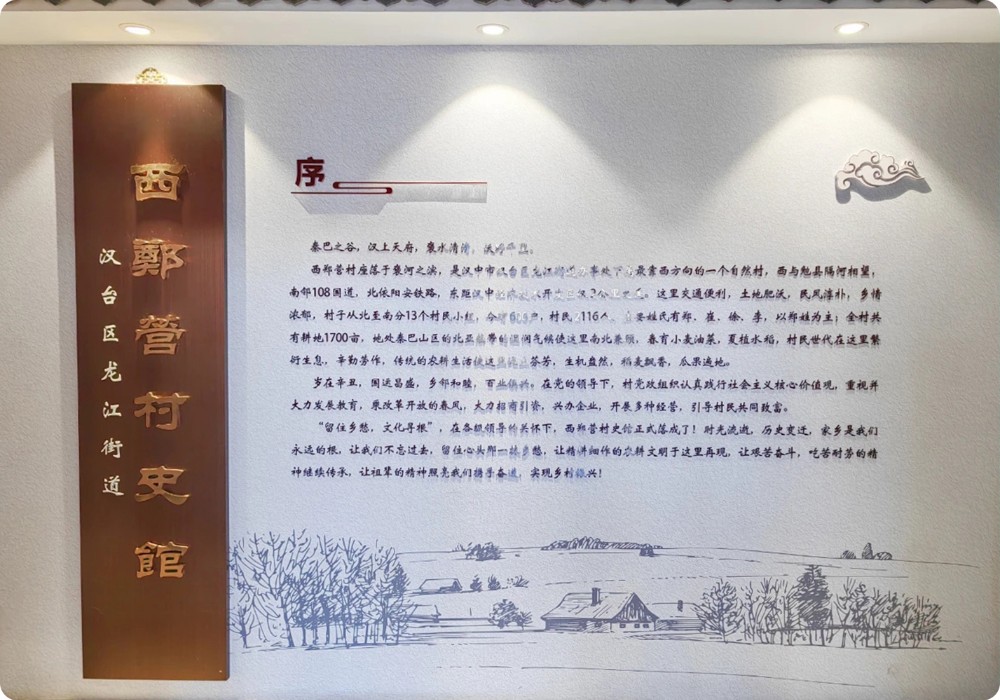 西鄭營村史館
汉台区龙江街道
序
秦巴之谷，汉上天府，褒水清清，沃野千里。
西郑营村座落于褒河之滨，是汉中市汉台区龙江街道办事处下最靠西方向的一个自然村，西与勉县隔河相望，
南邻108国道，北依阳安铁路，东距汉中经济开发区仅公里。这里交通便利，土地肥沃，民风淳朴，乡情
浓郁，村子从北至南分13个村民小组，今户，村民116人，主要姓氏有郑、崔、徐、李，以郑姓为主；全村共
有耕地1700亩，地处秦巴山区的北亚热带的湿润气候使这里南北兼顾，春育小麦油菜，夏植水稻，村民世代在这里繁
衍生息，辛勤劳作，传统的农耕生活使这芬芳，生机盎然，稻麦飘香，瓜果遍地。
岁在辛丑，国运昌盛，乡邻和睦，百业俱兴。在党的领导下，村党政组织认真践行社会主义核心价值观，重视并
大力发展教育，乘改革开放的春风，大力招商引资，兴办企业，开展多种经营，引导村民共同致富。
“留住乡愁，文化寻根”，在各级领导的关怀下，西郑营村史馆正式落成了！时光流逝，历史变迁，家乡是我们
永远的根，让我们不忘过去，留住心头那一抹乡愁，让精耕细作的农耕文明于这里再现，让艰苦奋斗，吃苦耐劳的精
神继续传承，让祖辈的精神照亮我们携手奋进，实现乡村振兴！